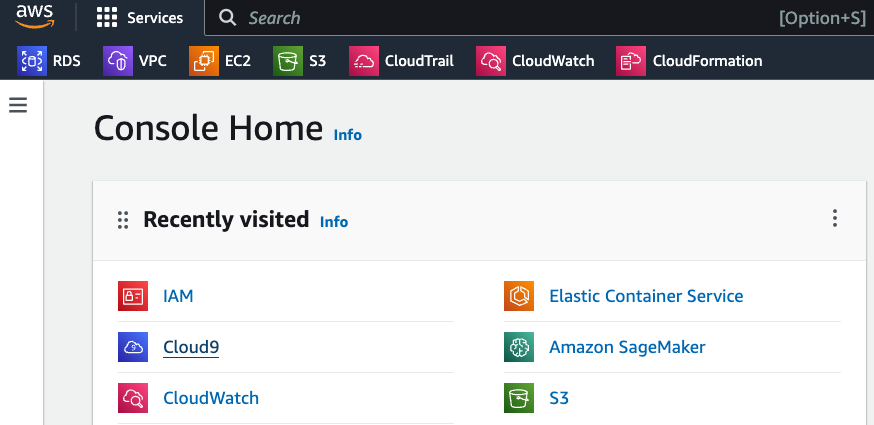 aws Services Search [Option+S]
RDS VPC EC2 S3 CloudTrail CloudWatch CloudFormation
Console Home Info
Recently visited Info
IAM Elastic Container Service
Cloud9 Amazon SageMaker
CloudWatch S3